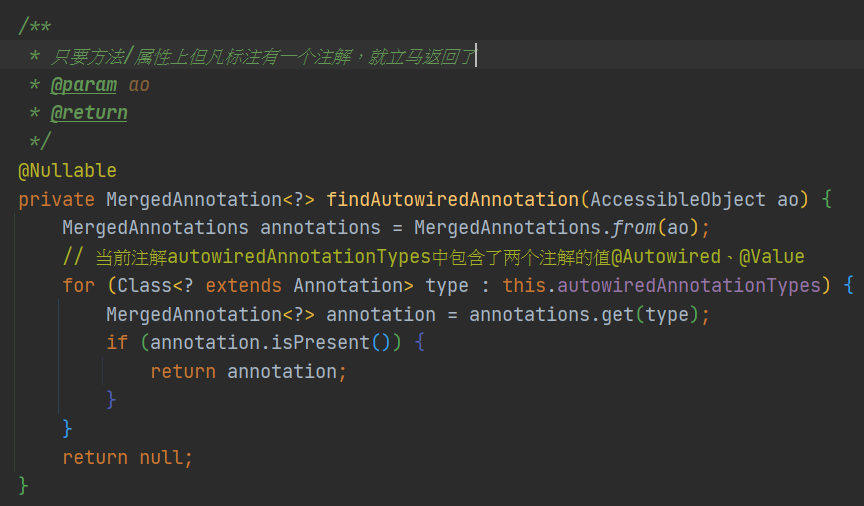 /**
 * 只要方法/属性上但凡标注有一个注解，就立马返回了
 * @param ao
 * @return
 */
@Nullable
private MergedAnnotation<?> findAutowiredAnnotation(AccessibleObject ao) {
    MergedAnnotations annotations = MergedAnnotations.from(ao);
    // 当前注解autowiredAnnotationTypes中包含了两个注解的值@Autowired、@Value
    for (Class<? extends Annotation> type : this.autowiredAnnotationTypes) {
        MergedAnnotation<?> annotation = annotations.get(type);
        if (annotation.isPresent()) {
            return annotation;
        }
    }
    return null;
}